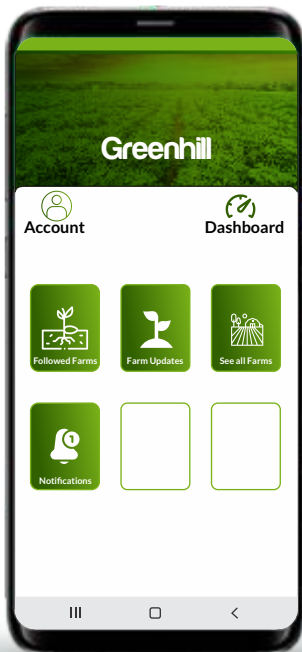 Greenhill
Account
Dashboard
Followed Farms
Farm Updates
See all Farms
1
Notifications